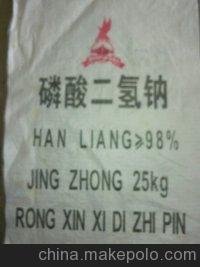 磷酸二氢钠
HAN LIANG≥98%
JING ZHONG 25kg
RONG XIN XI DI ZHI PIN
china.makepolo.com